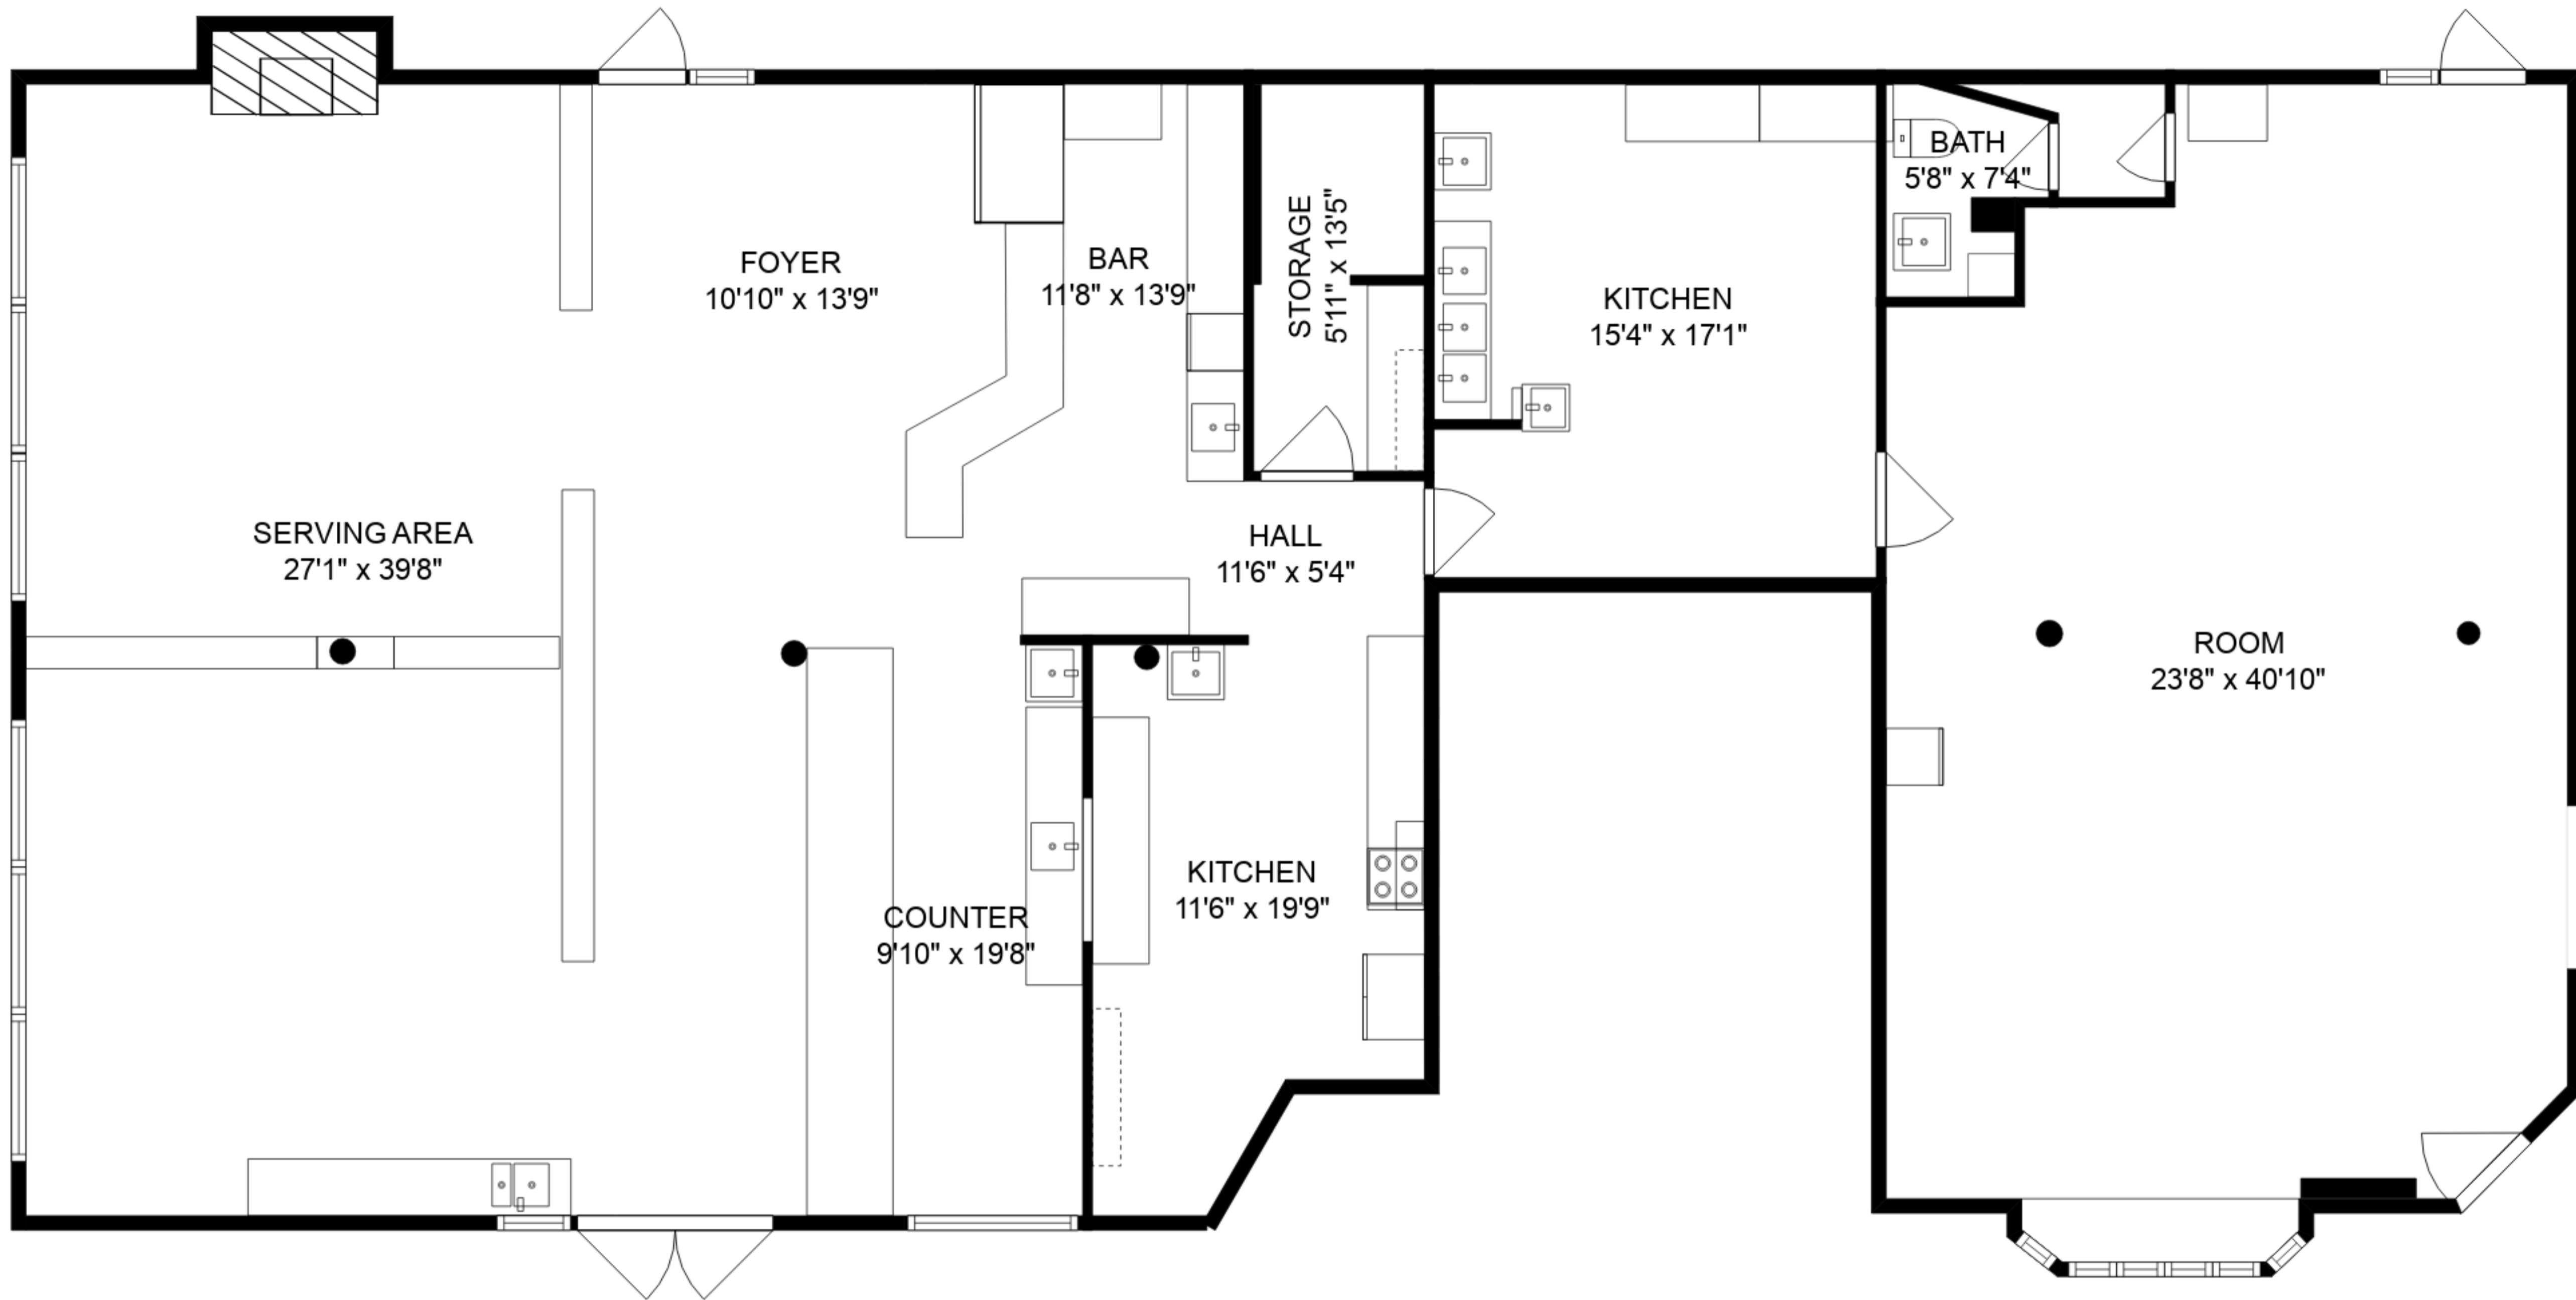 BATH
5'8" x 7'4"
FOYER
10'10" x 13'9"
BAR
11'8" x 13'9"
STORAGE
5'11" x 13'5"
KITCHEN
15'4" x 17'1"
SERVING AREA
27'1" x 39'8"
HALL
11'6" x 5'4"
ROOM
23'8" x 40'10"
KITCHEN
11'6" x 19'9"
COUNTER
9'10" x 19'8"